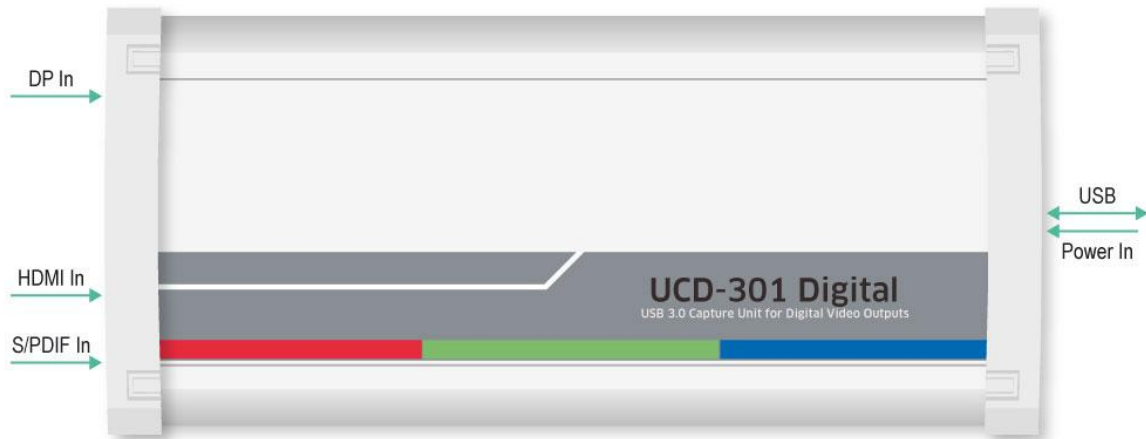 DP In
HDMI In
S/PDIF In
UCD-301 Digital
USB 3.0 Capture Unit for Digital Video Outputs
USB
Power In